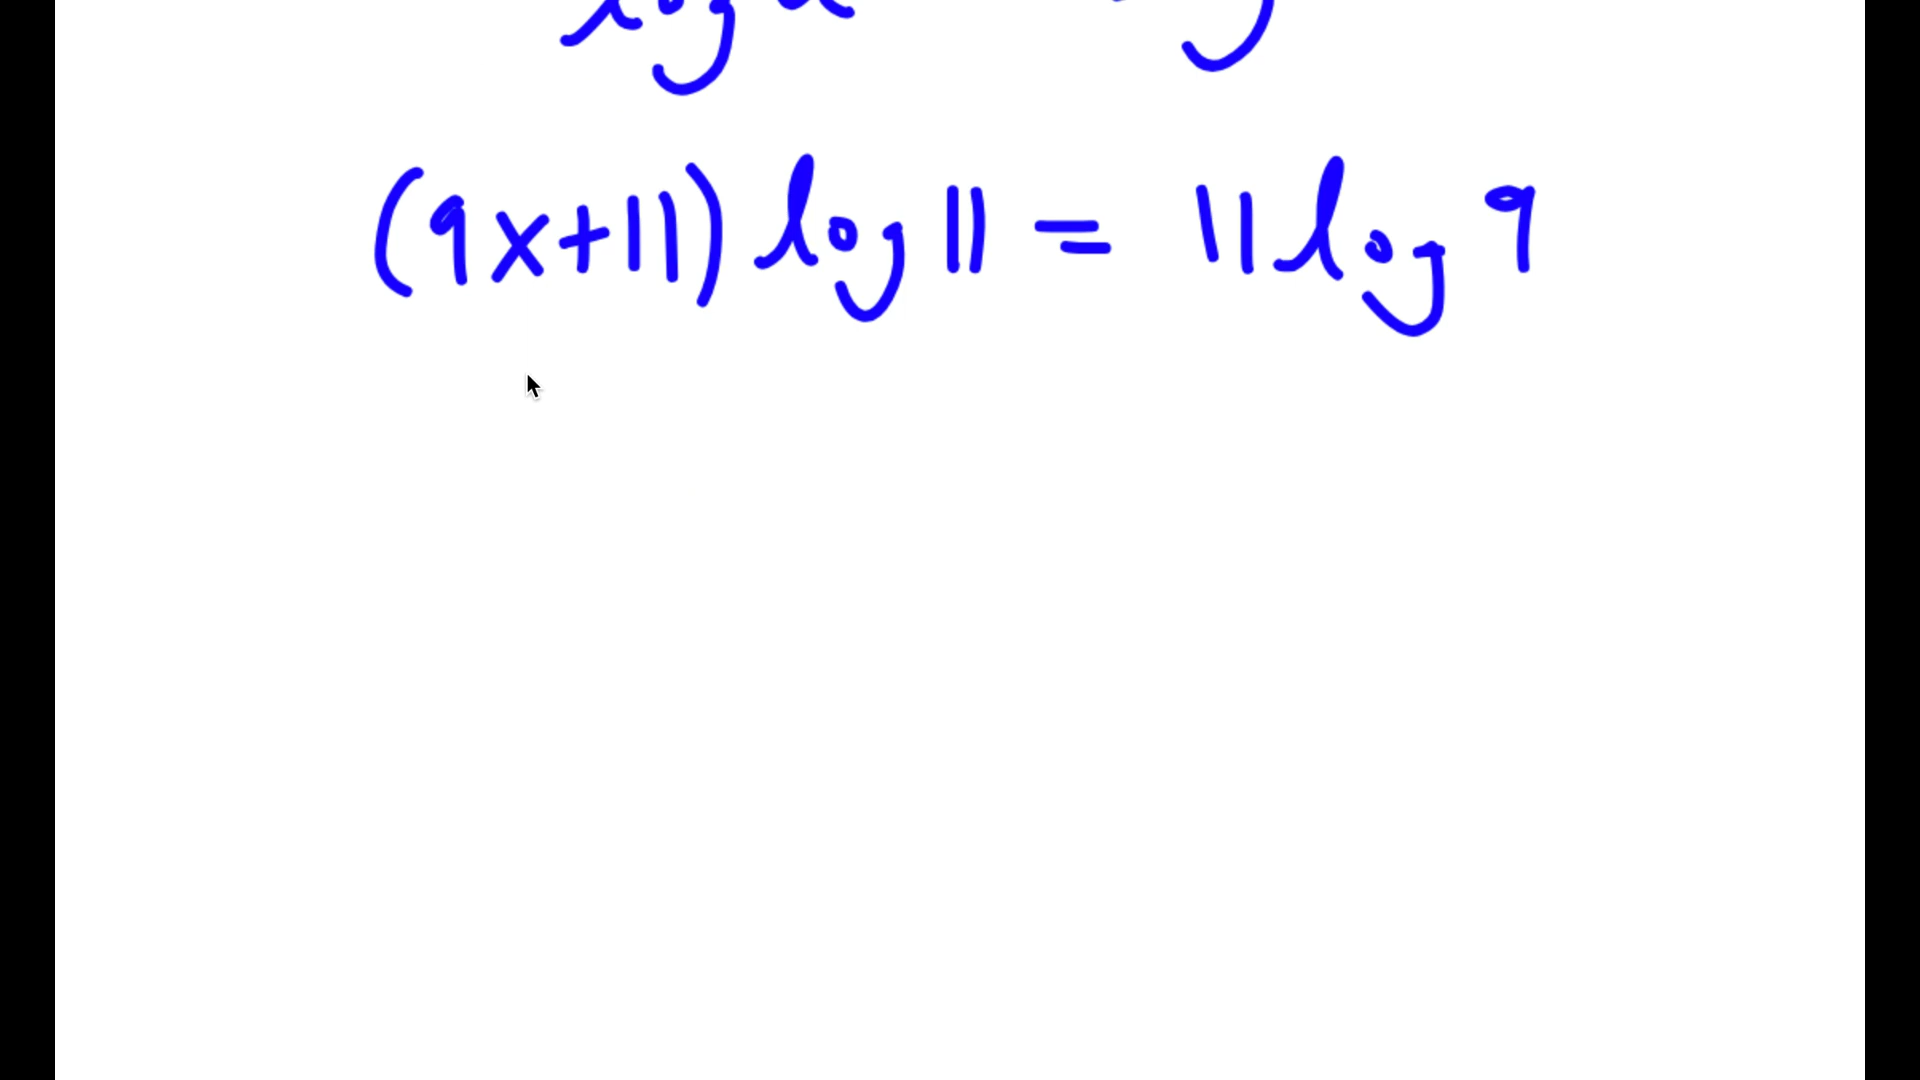 (9x+11) log 11 = 11 log 9